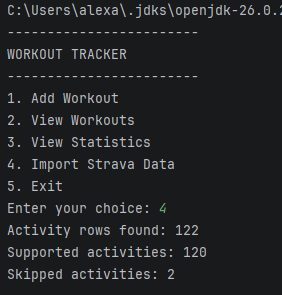 C:\Users\alexa\.jdks\openjdk-26.0.2
------------------------
WORKOUT TRACKER
------------------------
1. Add Workout
2. View Workouts
3. View Statistics
4. Import Strava Data
5. Exit
Enter your choice: 4
Activity rows found: 122
Supported activities: 120
Skipped activities: 2